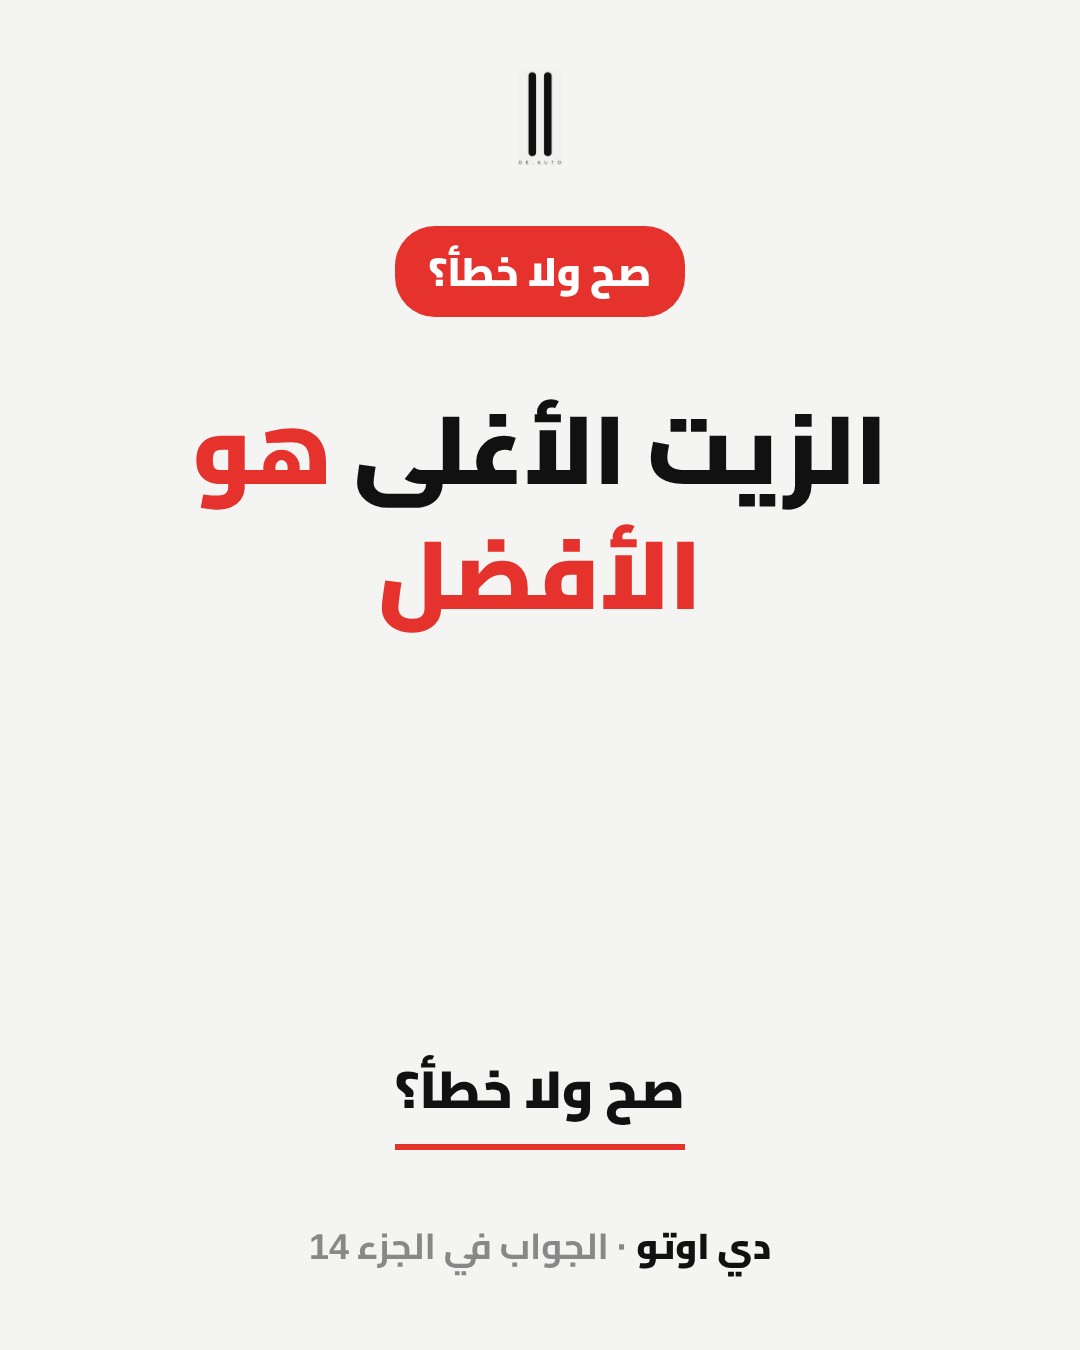 DE.AUTO
صح ولا خطأ؟
الزيت الأغلى هو
الأفضل
صح ولا خطأ؟
دي اوتو · الجواب في الجزء 14